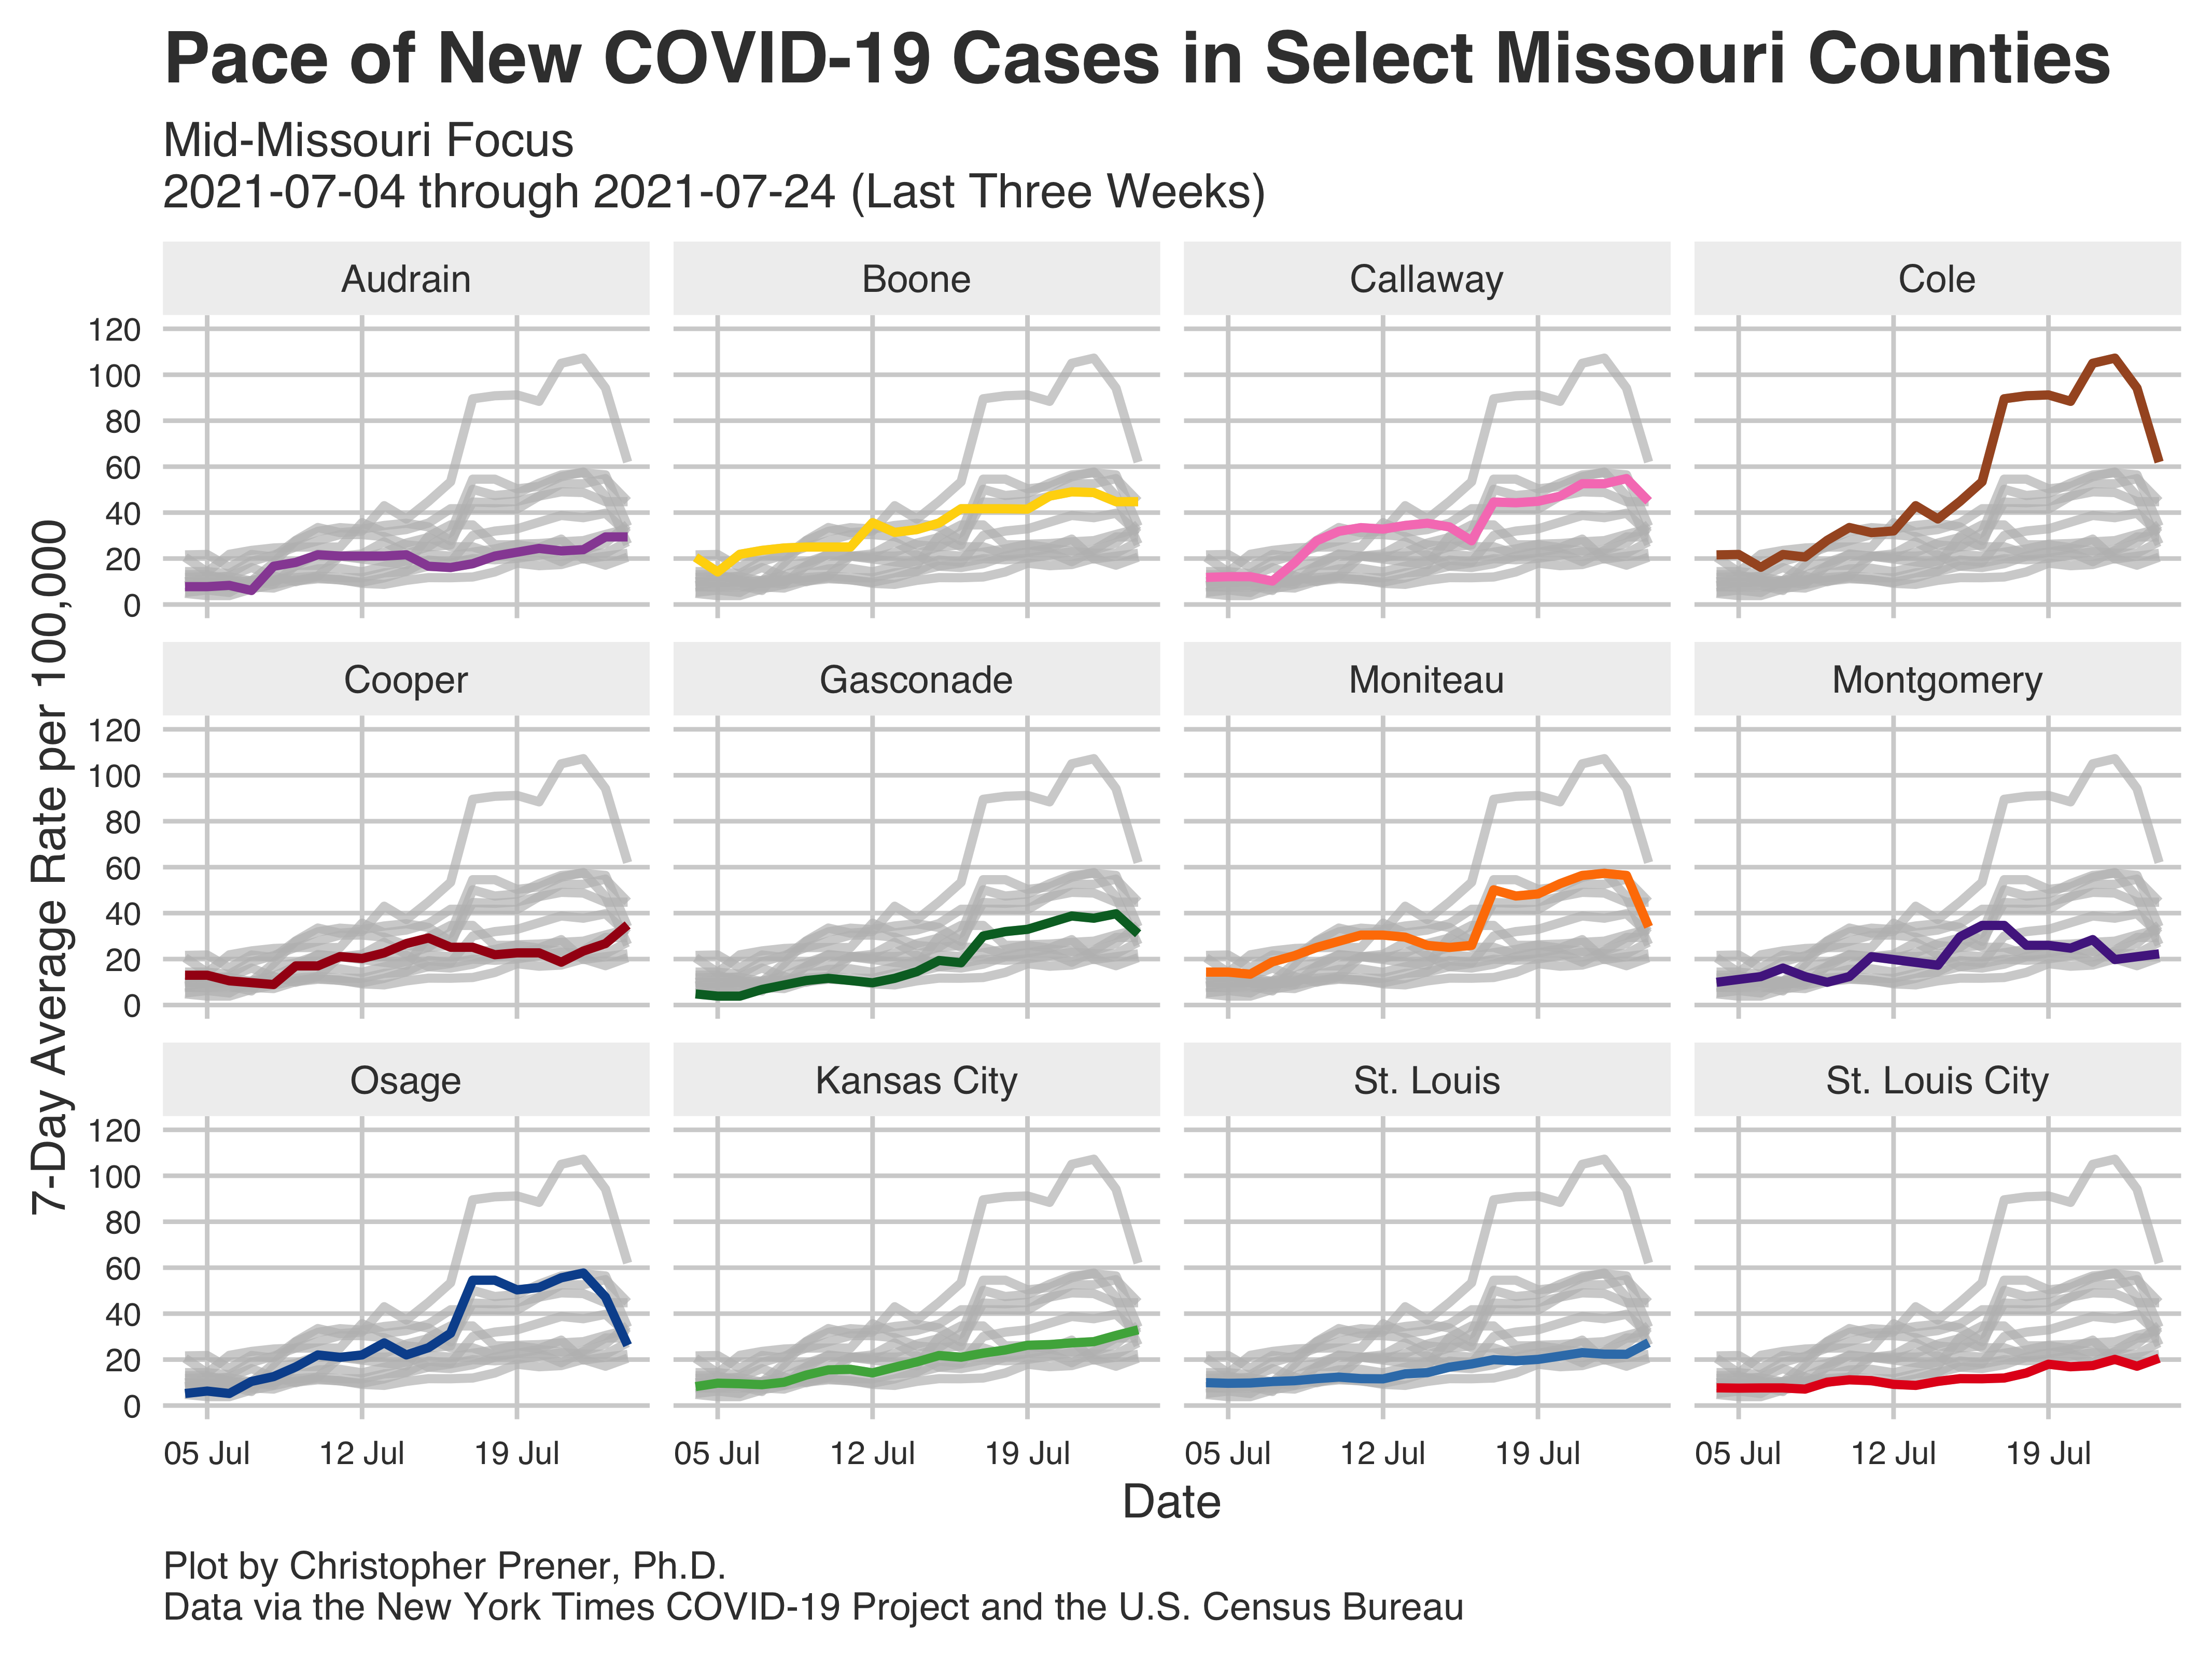 Pace of New COVID-19 Cases in Select Missouri Counties
Mid-Missouri Focus
2021-07-04 through 2021-07-24 (Last Three Weeks)
Audrain
Boone
Callaway
Cole
120
100
80
60
40
20
0
Cooper
Gasconade
Moniteau
Montgomery
120
100
80
60
40
20
0
Osage
Kansas City
St. Louis
St. Louis City
120
100
80
60
40
20
0
05 Jul 12 Jul 19 Jul
05 Jul 12 Jul 19 Jul
05 Jul 12 Jul 19 Jul
05 Jul 12 Jul 19 Jul
7-Day Average Rate per 100,000
Date
Plot by Christopher Prener, Ph.D.
Data via the New York Times COVID-19 Project and the U.S. Census Bureau